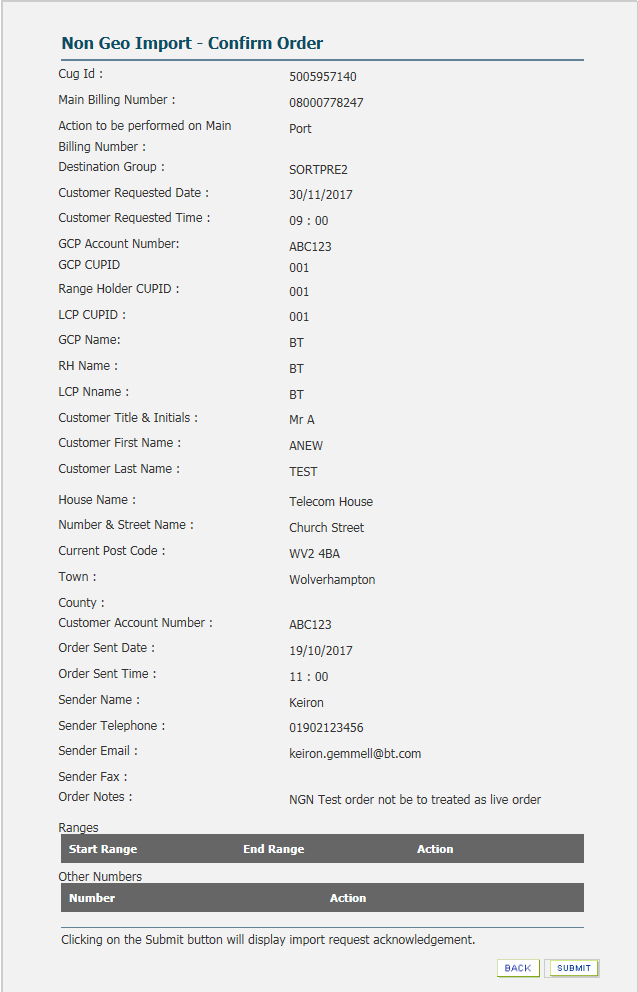 Non Geo Import - Confirm Order
Cug Id : 5005957140
Main Billing Number : 08000778247
Action to be performed on Main Port
Billing Number :
Destination Group : SORTPRE2
Customer Requested Date : 30/11/2017
Customer Requested Time : 09 : 00
GCP Account Number: ABC123
GCP CUPID 001
Range Holder CUPID : 001
LCP CUPID : 001
GCP Name: BT
RH Name : BT
LCP Nname : BT
Customer Title & Initials : Mr A
Customer First Name : ANEW
Customer Last Name : TEST
House Name : Telecom House
Number & Street Name : Church Street
Current Post Code : WV2 4BA
Town : Wolverhampton
County :
Customer Account Number : ABC123
Order Sent Date : 19/10/2017
Order Sent Time : 11 : 00
Sender Name : Keiron
Sender Telephone : 01902123456
Sender Email : keiron.gemmell@bt.com
Sender Fax :
Order Notes : NGN Test order not be to treated as live order
Ranges
Start Range End Range Action
Other Numbers
Number Action
Clicking on the Submit button will display import request acknowledgement.
BACK SUBMIT